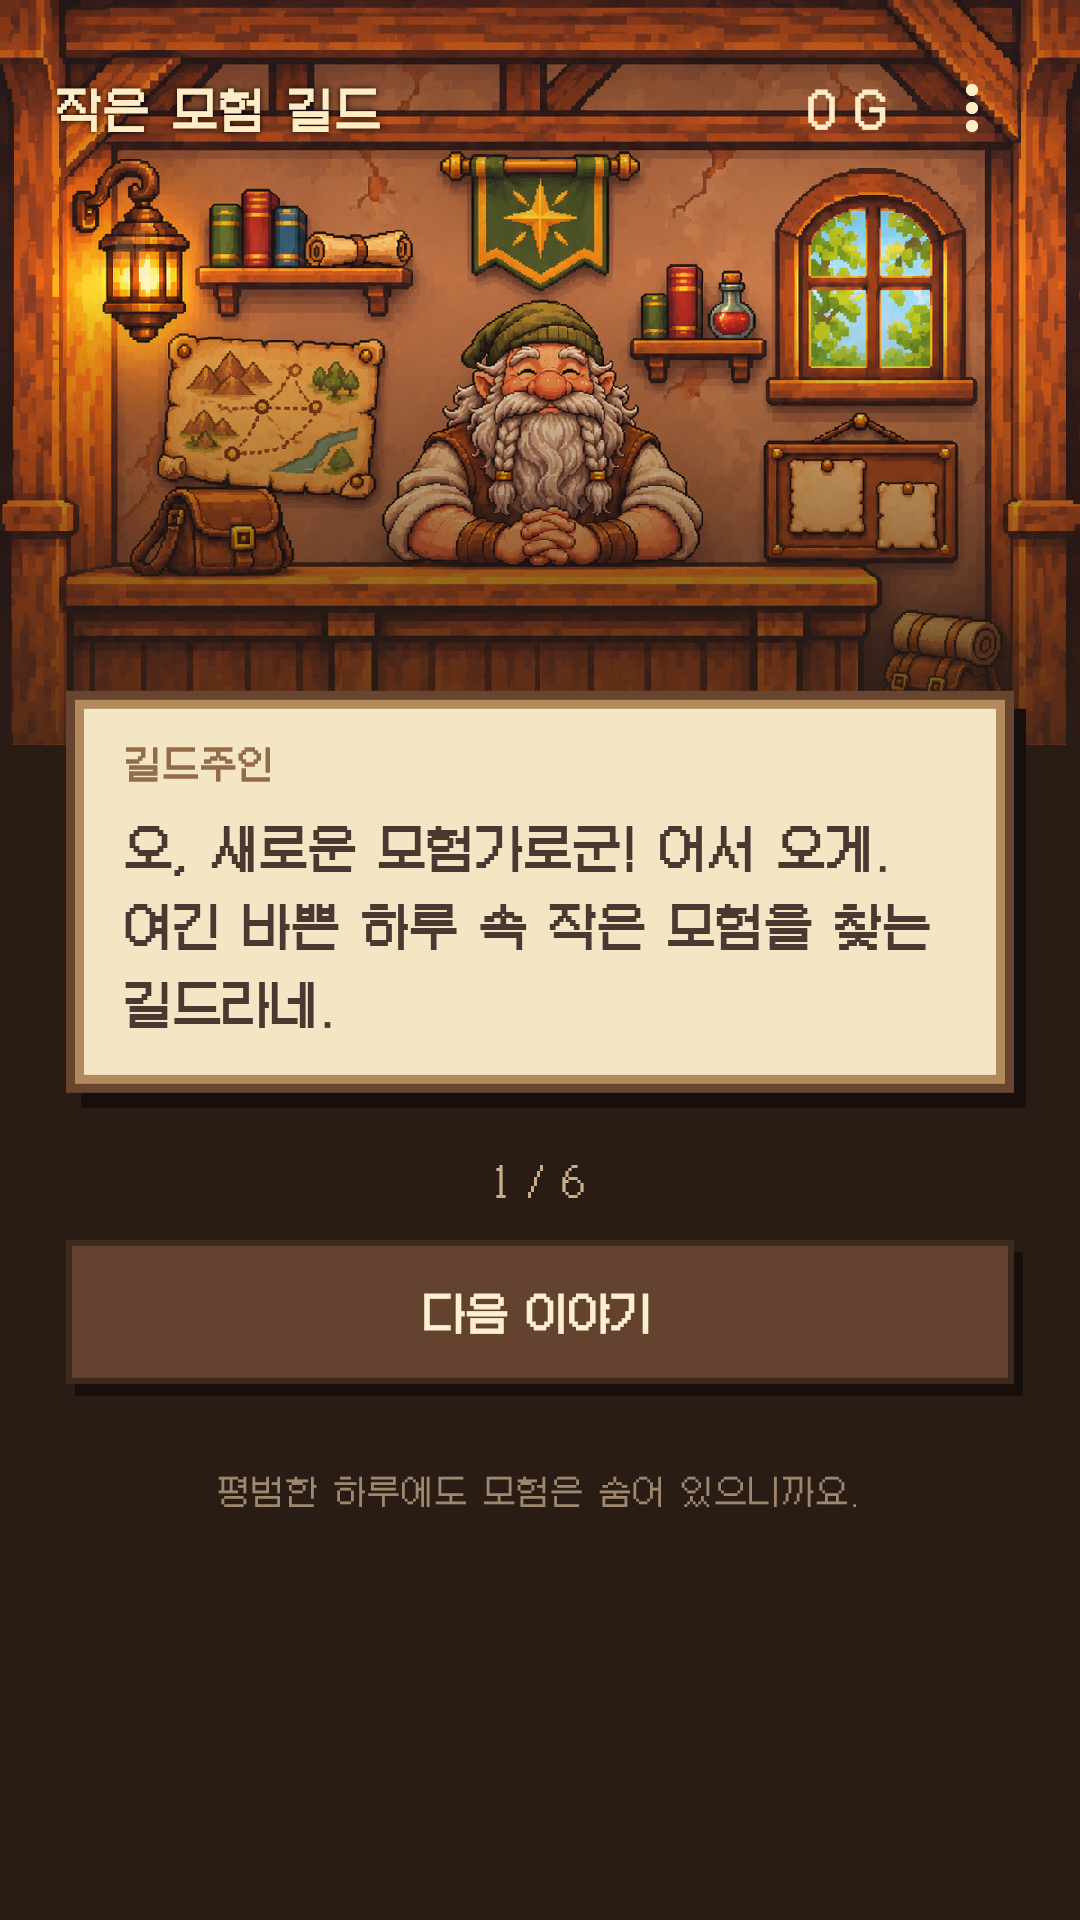 작은 모험 길드
0 G
길드주인
오, 새로운 모험가로군! 어서 오게.
여긴 바쁜 하루 속 작은 모험을 찾는
길드라네.
1 / 6
다음 이야기
평범한 하루에도 모험은 숨어 있으니까요.